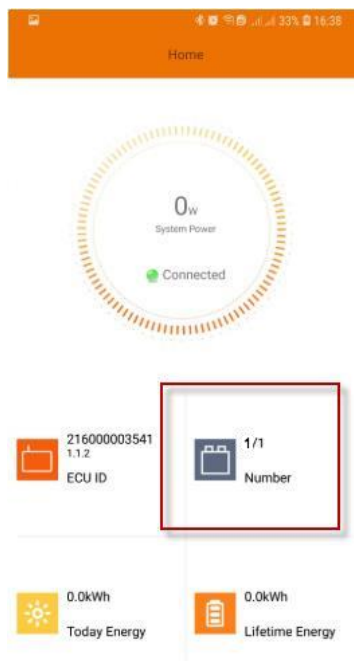 33% 16:38
Home
0w
System Power
Connected
216000003541
1.1.2
ECU ID
1/1
Number
0.0kWh
Today Energy
0.0kWh
Lifetime Energy